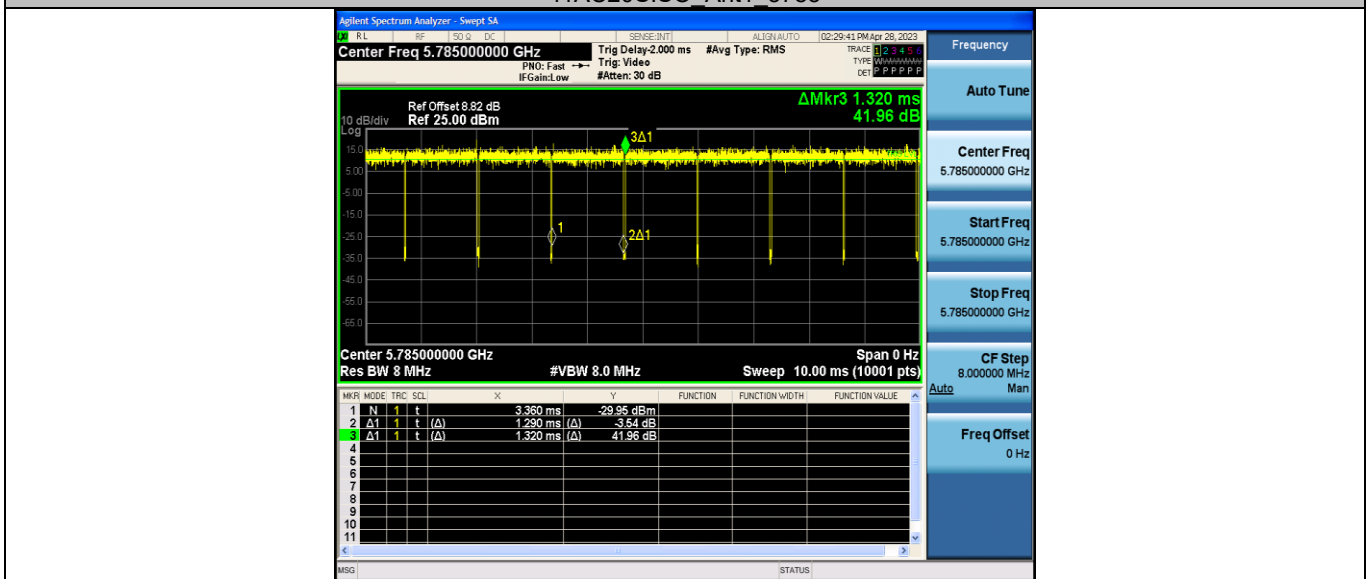 Agilent Spectrum Analyzer - Swept SA
RL RF 50 Ω DC SENSE:INT ALIGN AUTO 02:29:41 PM Apr 28, 2023
Center Freq 5.785000000 GHz
PNO: Fast
IFGain:Low
Trig Delay-2.000 ms
Trig: Video
#Atten: 30 dB
#Avg Type: RMS
TRACE 1 2 3 4 5 6
TYPE
DET P P P P P P
ΔMkr3 1.320 ms
41.96 dB
Ref Offset 8.82 dB
10 dB/div Ref 25.00 dBm
Log
15.0
5.00
-5.00
-15.0
-25.0
-35.0
-45.0
-55.0
-65.0
3Δ1
1
2Δ1
Center 5.785000000 GHz Span 0 Hz
Res BW 8 MHz #VBW 8.0 MHz Sweep 10.00 ms (10001 pts)
MKR MODE TRC SCL X Y FUNCTION FUNCTION WIDTH FUNCTION VALUE
1 N 1 t 3.360 ms -29.95 dBm
2 Δ1 1 t (Δ) 1.290 ms (Δ) -3.54 dB
3 Δ1 1 t (Δ) 1.320 ms (Δ) 41.96 dB
4
5
6
7
8
9
10
11
MSG STATUS
Frequency
Auto Tune
Center Freq
5.785000000 GHz
Start Freq
5.785000000 GHz
Stop Freq
5.785000000 GHz
CF Step
8.000000 MHz
Auto Man
Freq Offset
0 Hz